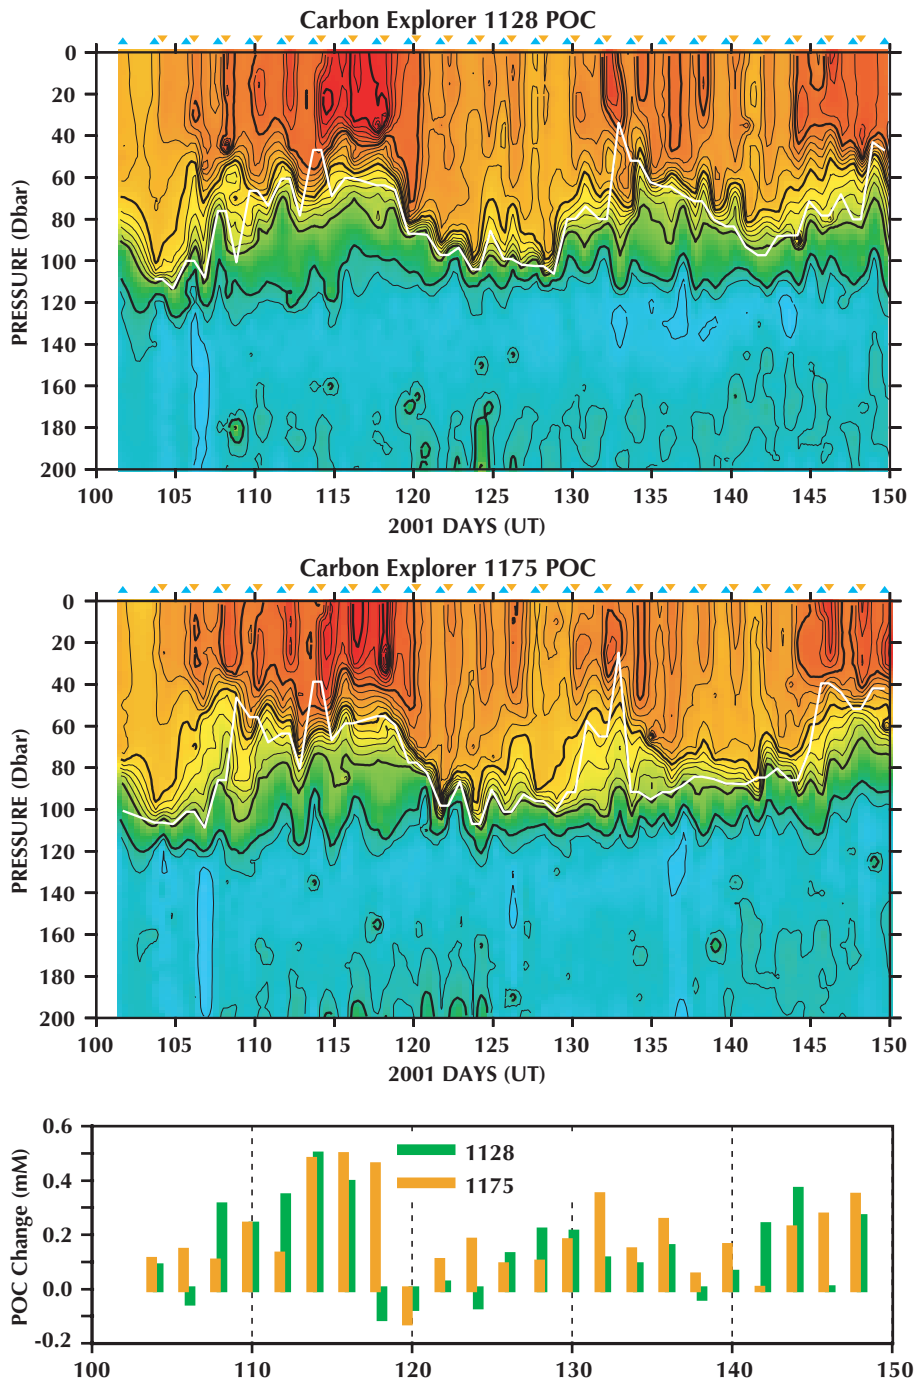 Carbon Explorer 1128 POC
0
20
40
60
80
100
120
140
160
180
200
PRESSURE (Dbar)
100 105 110 115 120 125 130 135 140 145 150
2001 DAYS (UT)
Carbon Explorer 1175 POC
0
20
40
60
80
100
120
140
160
180
200
PRESSURE (Dbar)
100 105 110 115 120 125 130 135 140 145 150
2001 DAYS (UT)
0.6
0.4
0.2
0.0
-0.2
POC Change (mM)
1128
1175
100 110 120 130 140 150